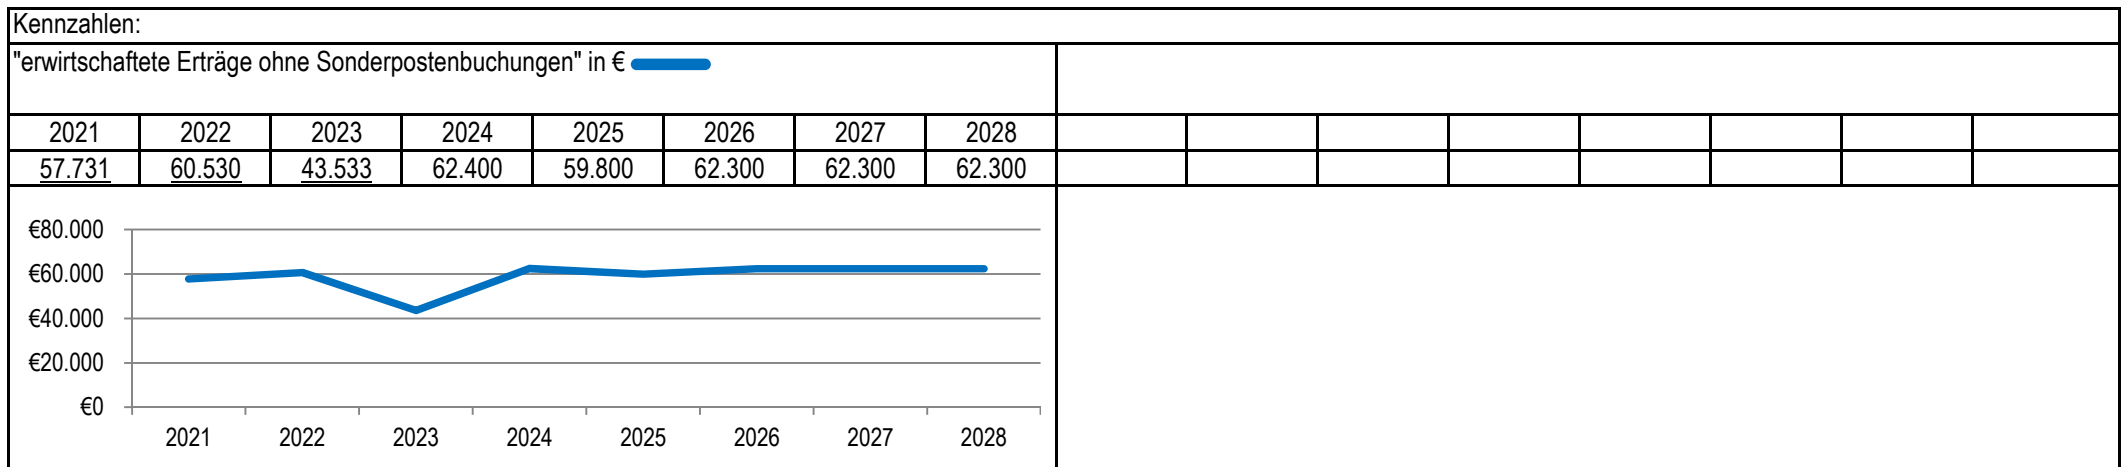 Kennzahlen:
"erwirtschaftete Erträge ohne Sonderpostenbuchungen" in €
2021 2022 2023 2024 2025 2026 2027 2028
57.731 60.530 43.533 62.400 59.800 62.300 62.300 62.300
€80.000
€60.000
€40.000
€20.000
€0
2021 2022 2023 2024 2025 2026 2027 2028